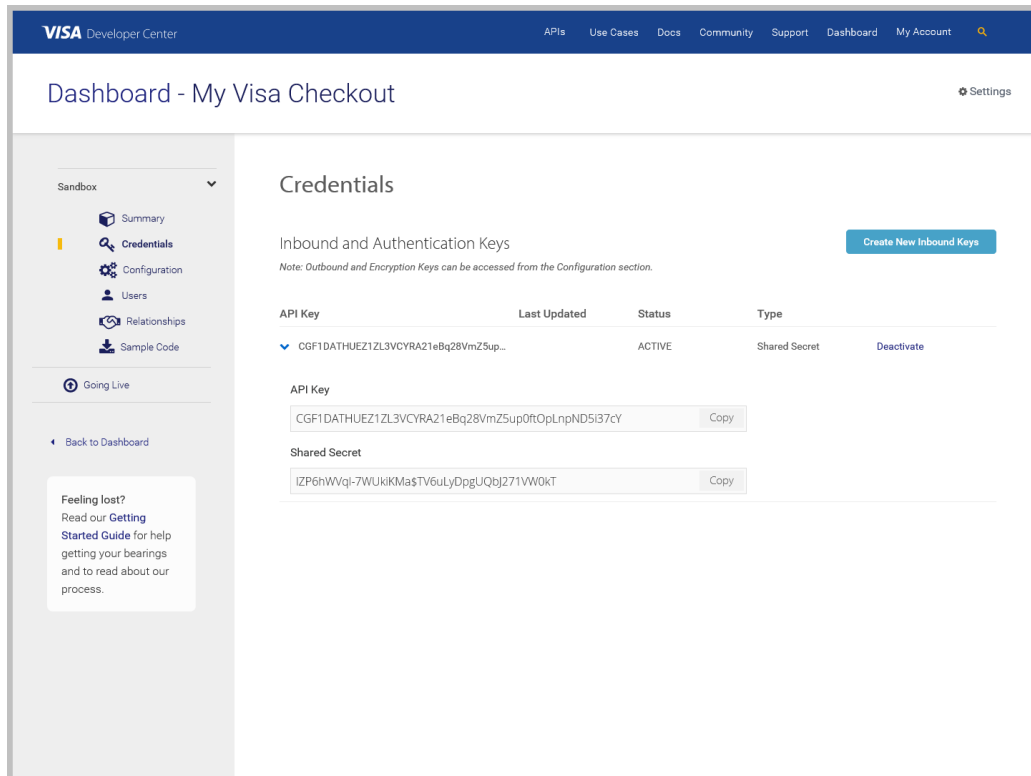 VISA Developer Center
APIs Use Cases Docs Community Support Dashboard My Account
Dashboard - My Visa Checkout
Settings
Sandbox
Summary
Credentials
Configuration
Users
Relationships
Sample Code
Going Live
Back to Dashboard
Feeling lost?
Read our Getting
Started Guide for help
getting your bearings
and to read about our
process.
Credentials
Inbound and Authentication Keys
Create New Inbound Keys
Note: Outbound and Encryption Keys can be accessed from the Configuration section.
API Key Last Updated Status Type
CGF1DATHUEZ1ZL3VCYRA21eBq28VmZ5up... ACTIVE Shared Secret Deactivate
API Key
CGF1DATHUEZ1ZL3VCYRA21eBq28VmZ5up0ftOpLnpND5i37cY Copy
Shared Secret
IZP6hWVqI-7WUkiKMa$TV6uLyDpgUQbJ271VW0kT Copy